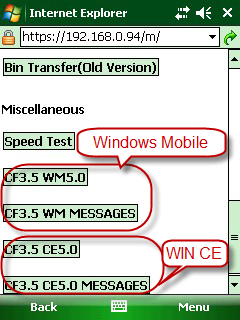 Internet Explorer
https://192.168.0.94/m/
Bin Transfer(Old Version)
Miscellaneous
Speed Test
Windows Mobile
CF3.5 WM5.0
CF3.5 WM MESSAGES
CF3.5 CE5.0
WIN CE
CF3.5 CE5.0 MESSAGES
Back Menu